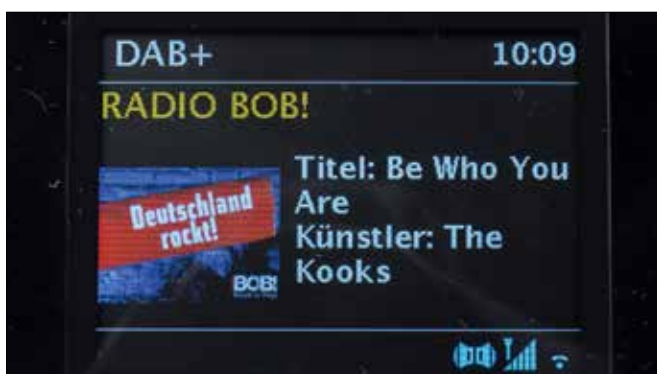 DAB+ 10:09
RADIO BOB!
Titel: Be Who You
Are
Künstler: The
Kooks
Deutschland
rockt!
BOB!